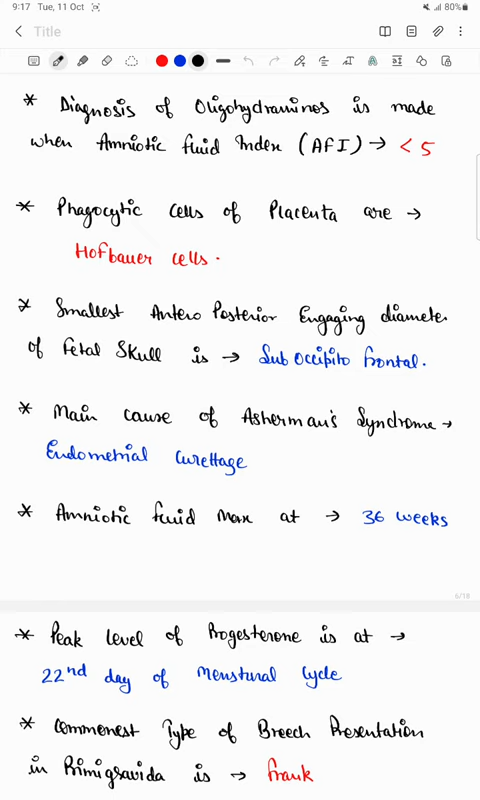 9:17 Tue, 11 Oct 80%
Title
* Diagnosis of Oligohydraminos is made
when Amniotic fluid Index (AFI) → < 5
* Phagocytic cells of Placenta are →
Hofbauer cells.
* Smallest Antero Posterior Engaging diameter
of Fetal Skull is → Sub Occipito frontal.
* Main cause of Asherman's Syndrome →
Endometrial Curettage
* Amniotic fluid Max at → 36 weeks
6/18
* Peak level of Progesterone is at →
22nd day of Menstural Cycle
* Commonest Type of Breech Presentation
in Primigravida is → frank